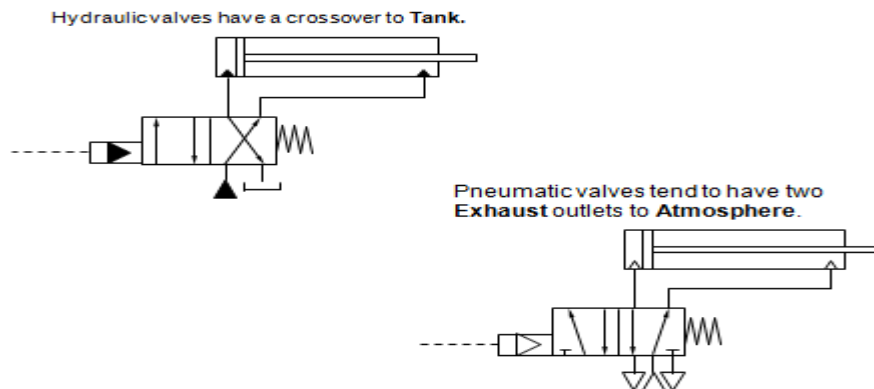 Hydraulic valves have a crossover to Tank.
Pneumatic valves tend to have two
Exhaust outlets to Atmosphere.